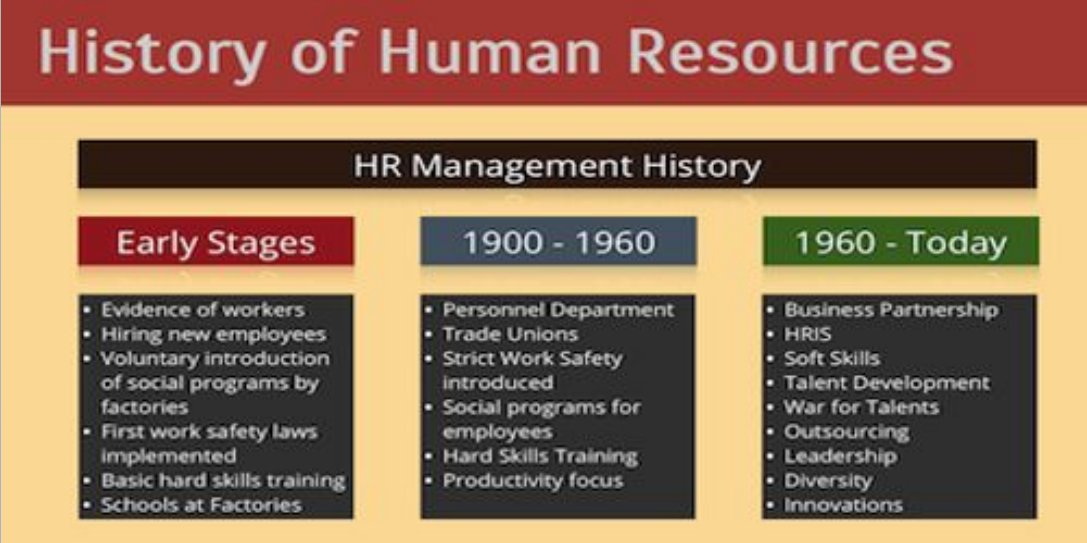 History of Human Resources
HR Management History
Early Stages
• Evidence of workers
• Hiring new employees
• Voluntary introduction
of social programs by
factories
• First work safety laws
implemented
• Basic hard skills training
• Schools at Factories
1900 - 1960
• Personnel Department
• Trade Unions
• Strict Work Safety
introduced
• Social programs for
employees
• Hard Skills Training
• Productivity focus
1960 - Today
• Business Partnership
• HRIS
• Soft Skills
• Talent Development
• War for Talents
• Outsourcing
• Leadership
• Diversity
• Innovations